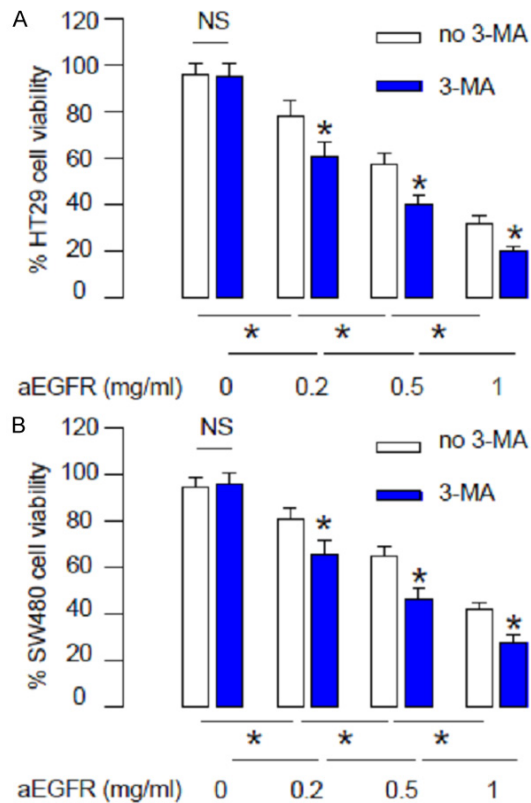 A
NS
no 3-MA
3-MA
120
100
80
60
40
20
0
% HT29 cell viability
* * *
* * *
aEGFR (mg/ml) 0 0.2 0.5 1
B
NS
no 3-MA
3-MA
120
100
80
60
40
20
0
% SW480 cell viability
* * *
* * *
aEGFR (mg/ml) 0 0.2 0.5 1